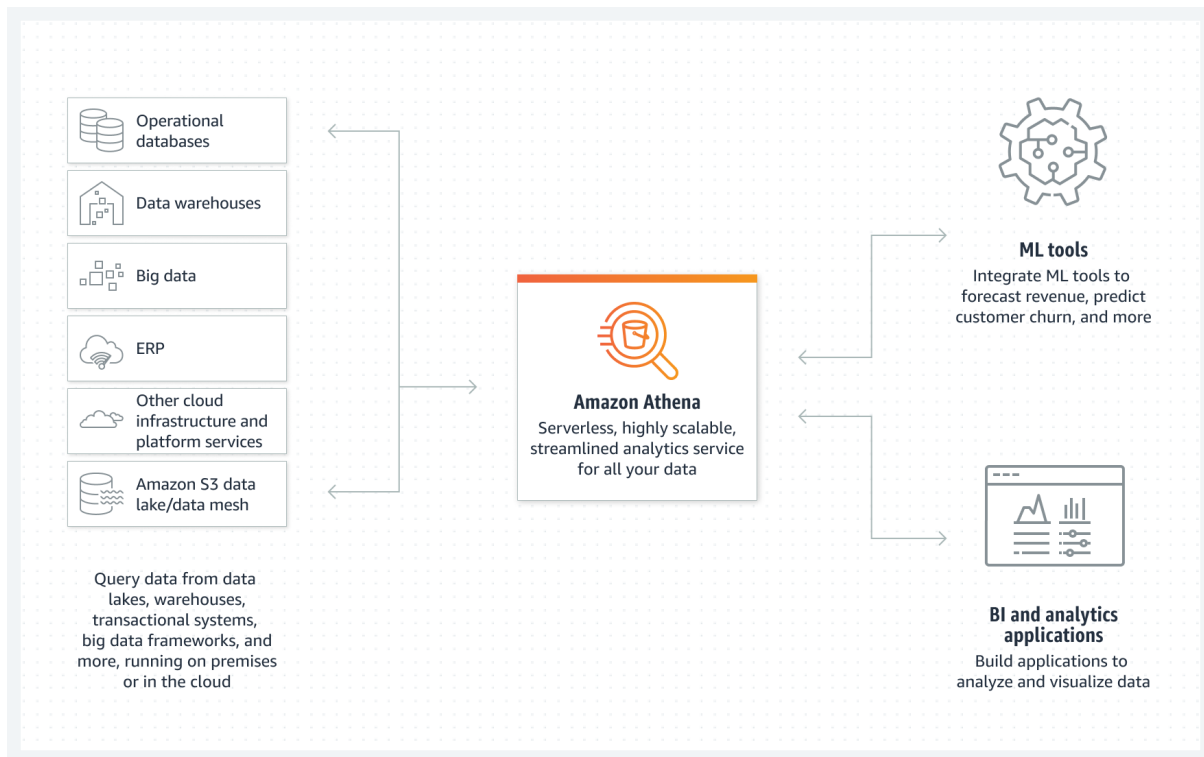 Operational
databases
Data warehouses
Big data
ERP
Other cloud
infrastructure and
platform services
Amazon S3 data
lake/data mesh
Query data from data
lakes, warehouses,
transactional systems,
big data frameworks, and
more, running on premises
or in the cloud
Amazon Athena
Serverless, highly scalable,
streamlined analytics service
for all your data
ML tools
Integrate ML tools to
forecast revenue, predict
customer churn, and more
BI and analytics
applications
Build applications to
analyze and visualize data